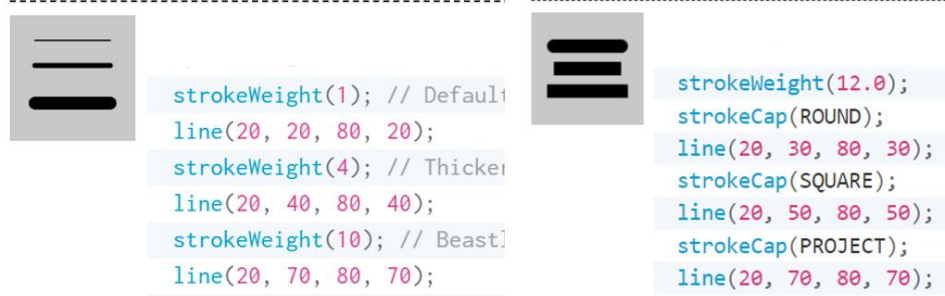 strokeWeight(1); // Default
line(20, 20, 80, 20);
strokeWeight(4); // Thicker
line(20, 40, 80, 40);
strokeWeight(10); //
line(20, 70, 80, 70);
strokeWeight(12.0);
strokeCap(ROUND);
line(20, 30, 80, 30);
strokeCap(SQUARE);
line(20, 50, 80, 50);
strokeCap(PROJECT);
line(20, 70, 80, 70);